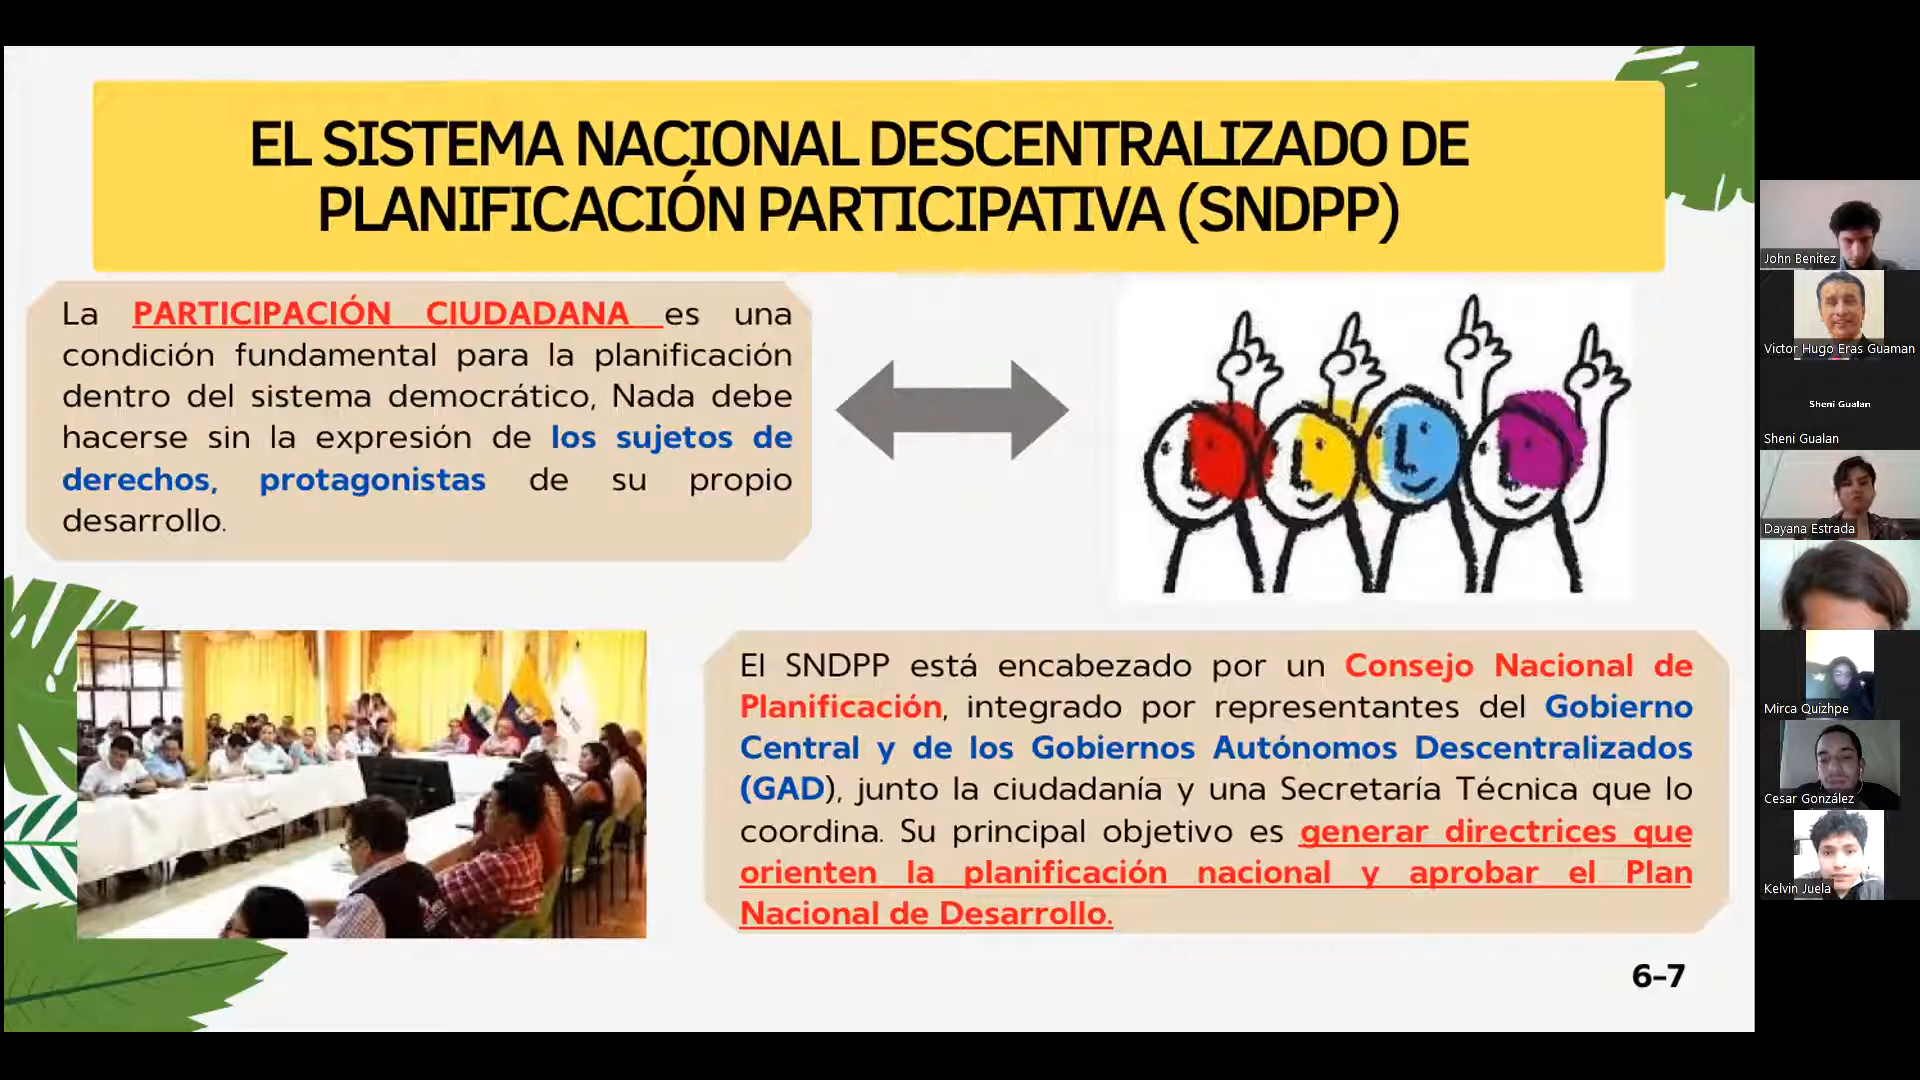 EL SISTEMA NACIONAL DESCENTRALIZADO DE
PLANIFICACIÓN PARTICIPATIVA (SNDPP)
La PARTICIPACIÓN CIUDADANA es una
condición fundamental para la planificación
dentro del sistema democrático, Nada debe
hacerse sin la expresión de los sujetos de
derechos, protagonistas de su propio
desarrollo.
El SNDPP está encabezado por un Consejo Nacional de
Planificación, integrado por representantes del Gobierno
Central y de los Gobiernos Autónomos Descentralizados
(GAD), junto la ciudadanía y una Secretaría Técnica que lo
coordina. Su principal objetivo es generar directrices que
orienten la planificación nacional y aprobar el Plan
Nacional de Desarrollo.
6-7
John Benítez
Victor Hugo Eras Guaman
Sheni Gualan
Sheni Gualan
Dayana Estrada
Mirca Quizhpe
Cesar González
Kelvin Juela